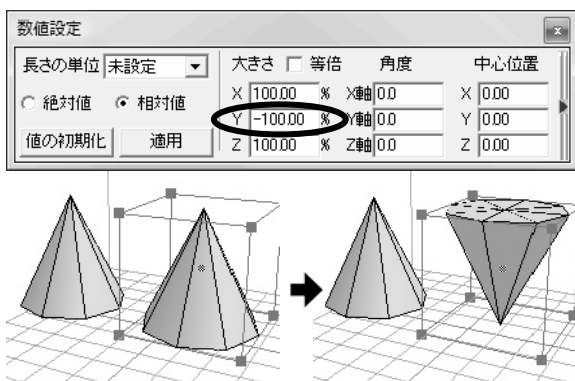 数値設定
長さの単位 未設定 大きさ 等倍 角度 中心位置
絶対値 相対値 X 100.00 % X軸 0.0 X 0.00
Y -100.00 % Y軸 0.0 Y 0.00
値の初期化 適用 Z 100.00 % Z軸 0.0 Z 0.00